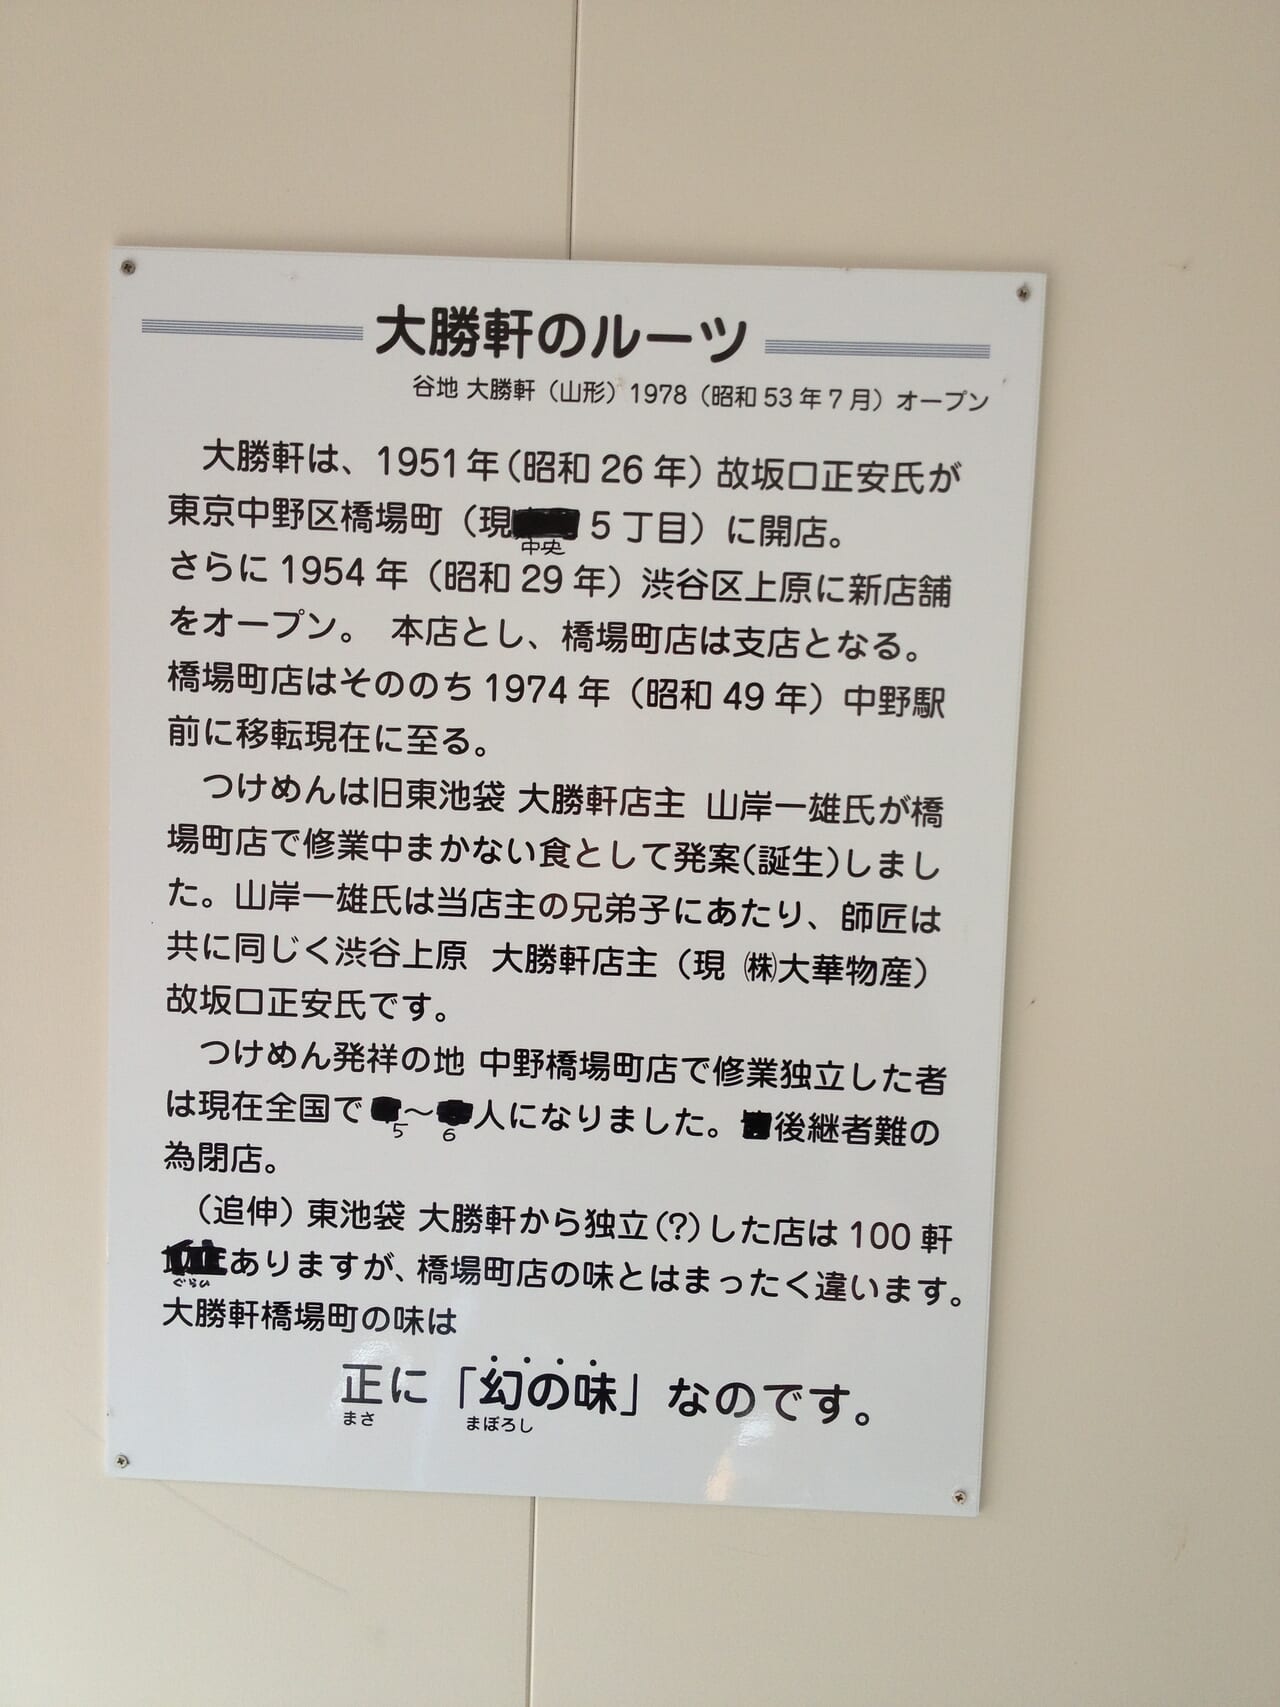 大勝軒のルーツ
谷地 大勝軒（山形）1978（昭和 53 年 7 月）オープン
大勝軒は、1951年（昭和 26 年）故坂口正安氏が
東京中野区橋場町（現 5 丁目）に開店。
中央
さらに 1954 年（昭和 29 年）渋谷区上原に新店舗
をオープン。 本店とし、橋場町店は支店となる。
橋場町店はそののち 1974 年（昭和 49 年）中野駅
前に移転現在に至る。
つけめんは旧東池袋 大勝軒店主 山岸一雄氏が橋
場町店で修業中まかない食として発案（誕生）しまし
た。山岸一雄氏は当店主の兄弟子にあたり、師匠は
共に同じく渋谷上原 大勝軒店主（現 ㈱大華物産）
故坂口正安氏です。
つけめん発祥の地 中野橋場町店で修業独立した者
は現在全国で ～ 人になりました。 後継者難の
5 6
為閉店。
（追伸）東池袋 大勝軒から独立（?）した店は 100 軒
ありますが、橋場町店の味とはまったく違います。
ぐらい
大勝軒橋場町の味は
正に「幻の味」なのです。
まさ まぼろし